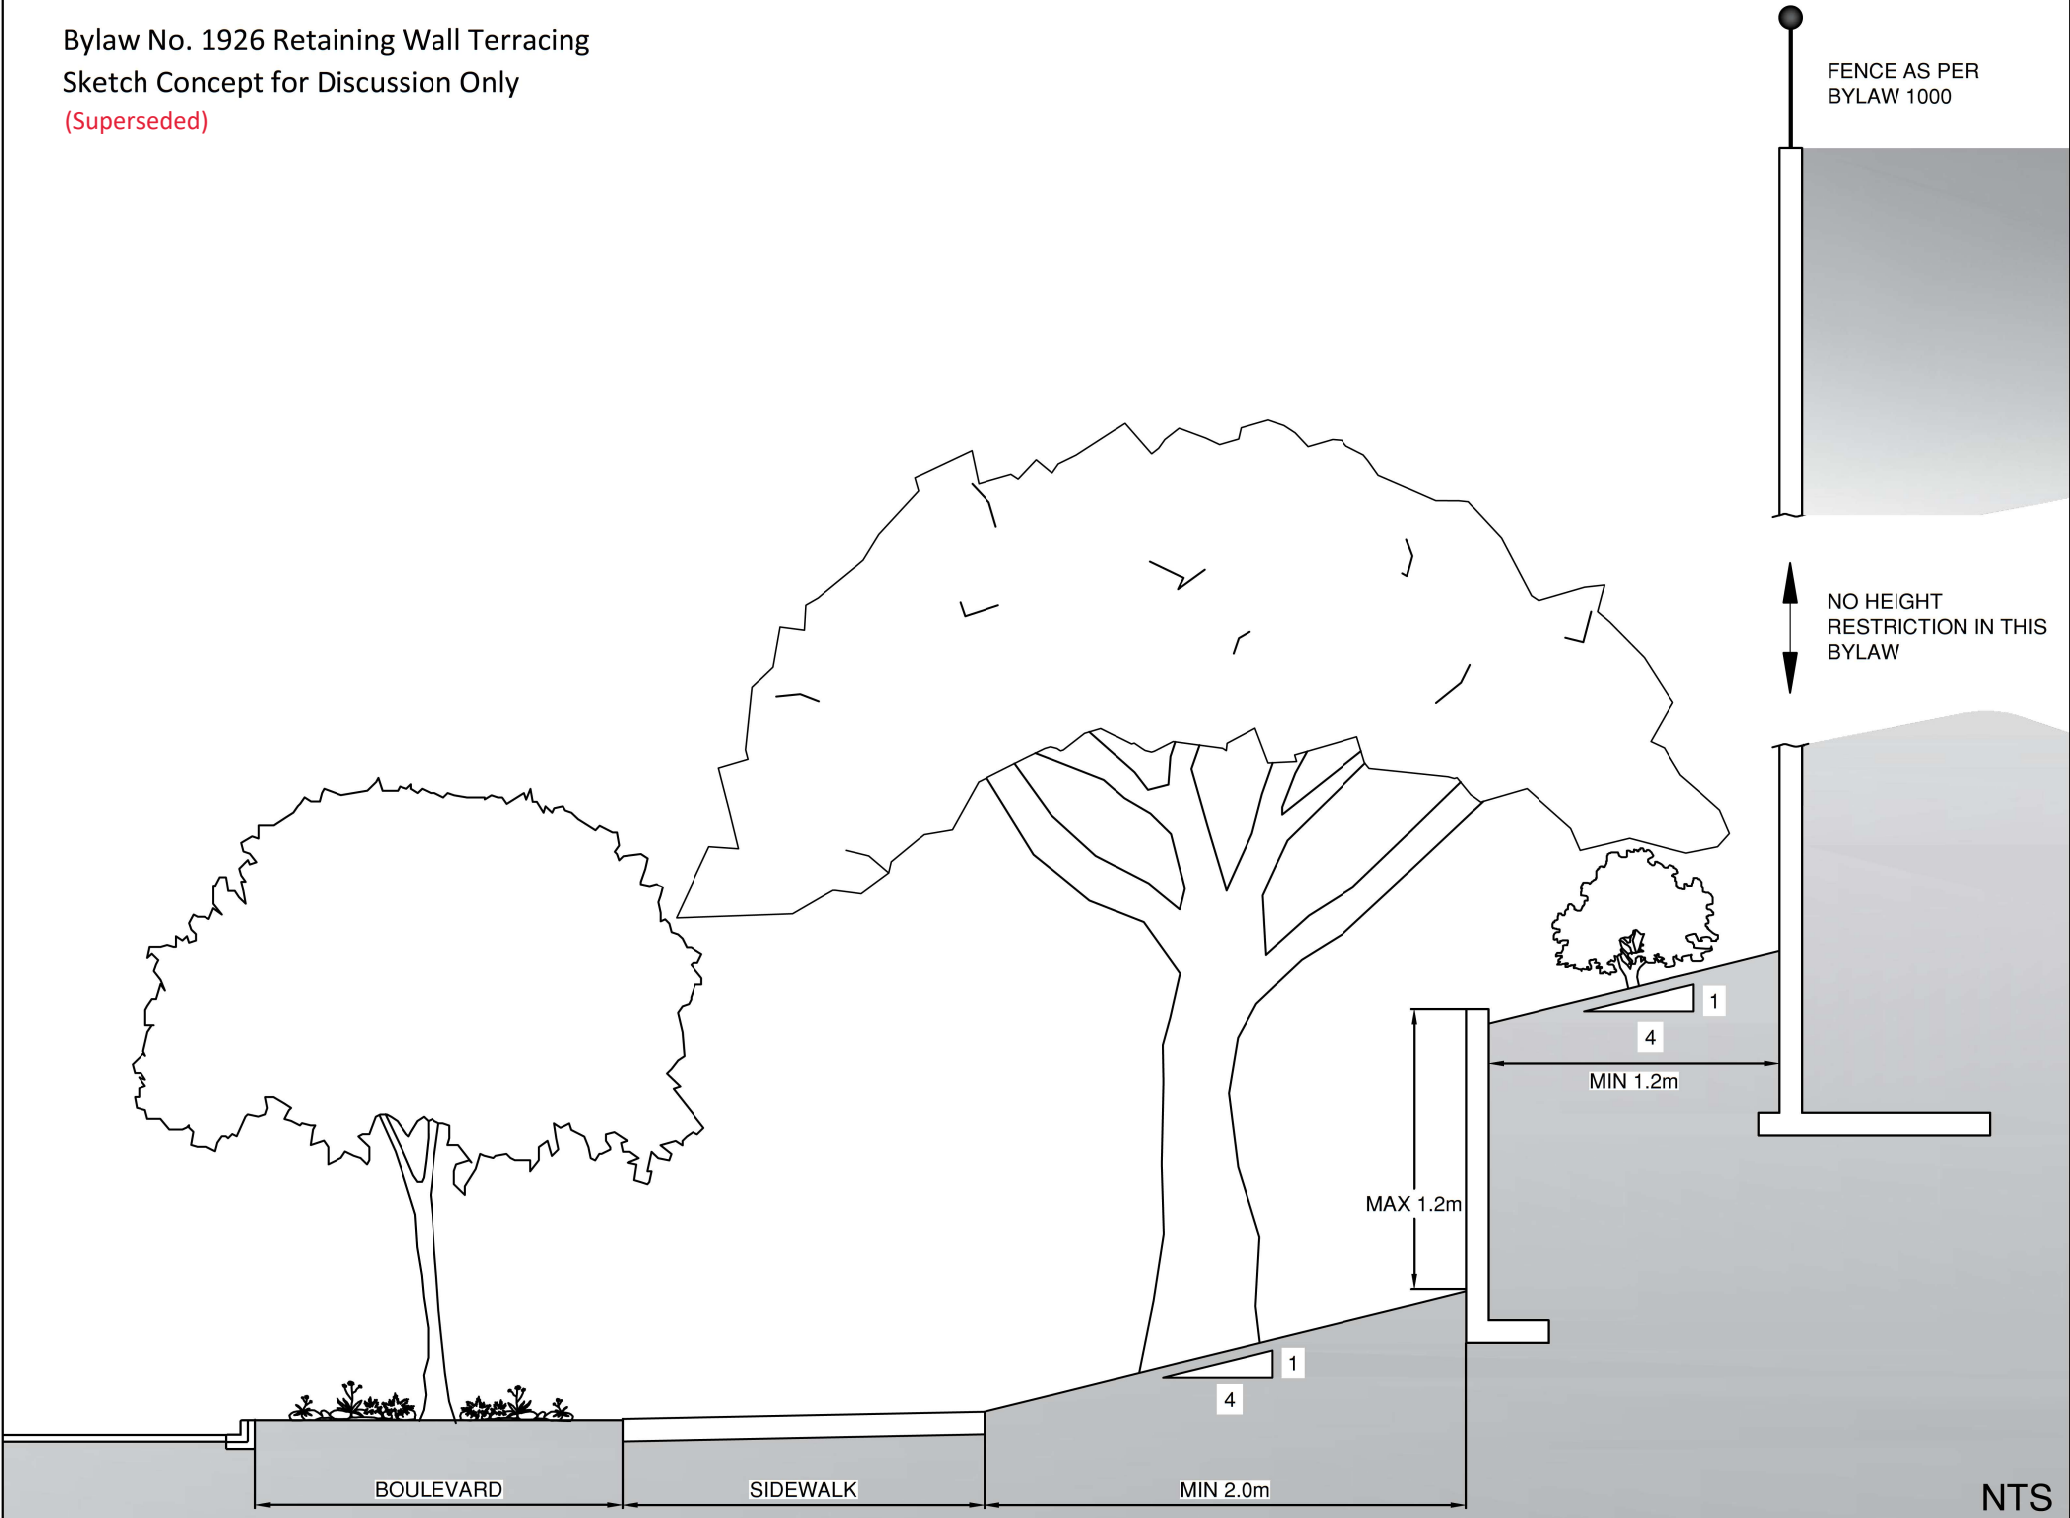 Bylaw No. 1926 Retaining Wall Terracing
Sketch Concept for Discussion Only
(Superseded)
FENCE AS PER
BYLAW 1000
NO HEIGHT
RESTRICTION IN THIS
BYLAW
1
4
MIN 1.2m
MAX 1.2m
1
4
BOULEVARD
SIDEWALK
MIN 2.0m
NTS